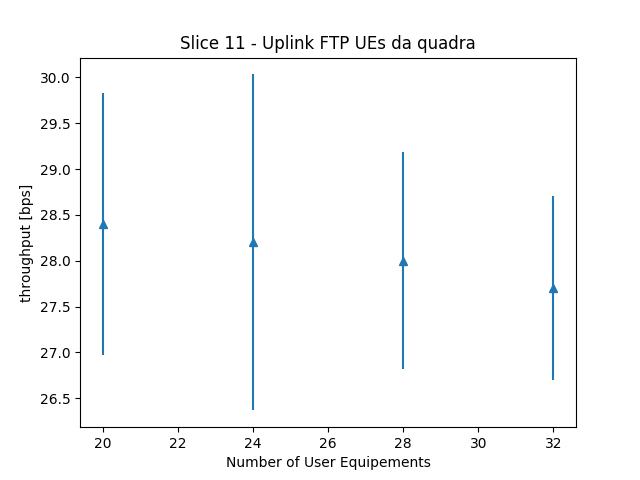 Slice 11 - Uplink FTP UEs da quadra
throughput [bps]
30.0
29.5
29.0
28.5
28.0
27.5
27.0
26.5
20 22 24 26 28 30 32
Number of User Equipements